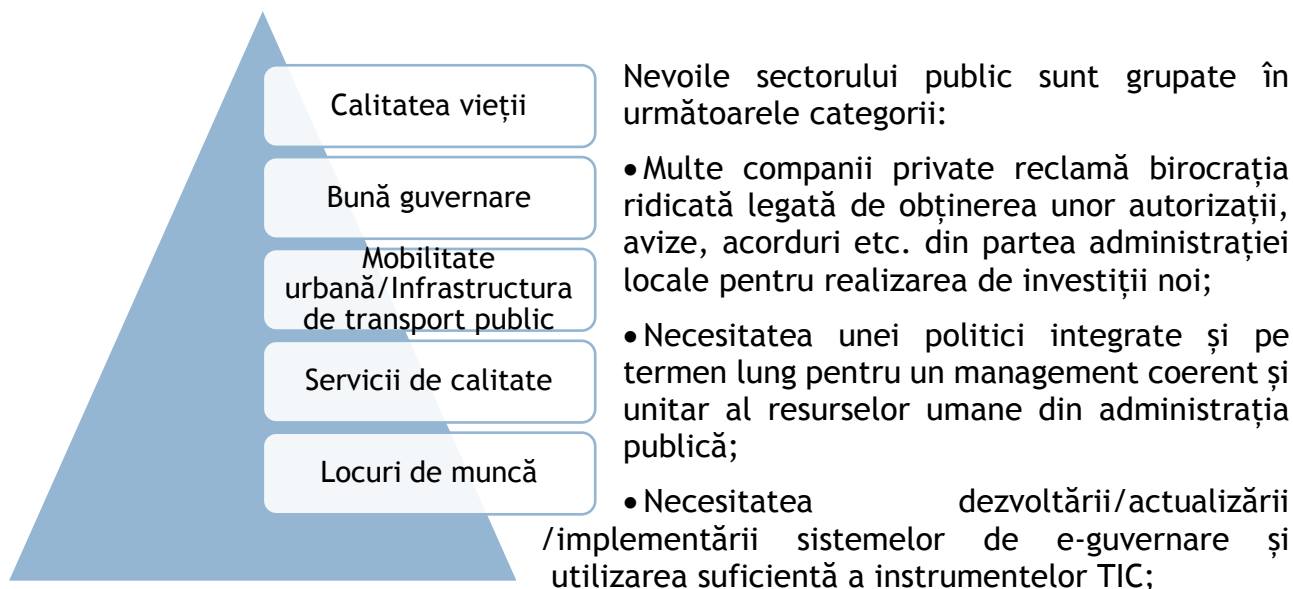 Calitatea vieții
Bună guvernare
Mobilitate
urbană/Infrastructura
de transport public
Servicii de calitate
Locuri de muncă
Nevoile sectorului public sunt grupate în
următoarele categorii:
•Multe companii private reclamă birocrația
ridicată legată de obținerea unor autorizații,
avize, acorduri etc. din partea administrației
locale pentru realizarea de investiții noi;
•Necesitatea unei politici integrate și pe
termen lung pentru un management coerent și
unitar al resurselor umane din administrația
publică;
•Necesitatea dezvoltării/actualizării
/implementării sistemelor de e-guvernare și
utilizarea suficientă a instrumentelor TIC;